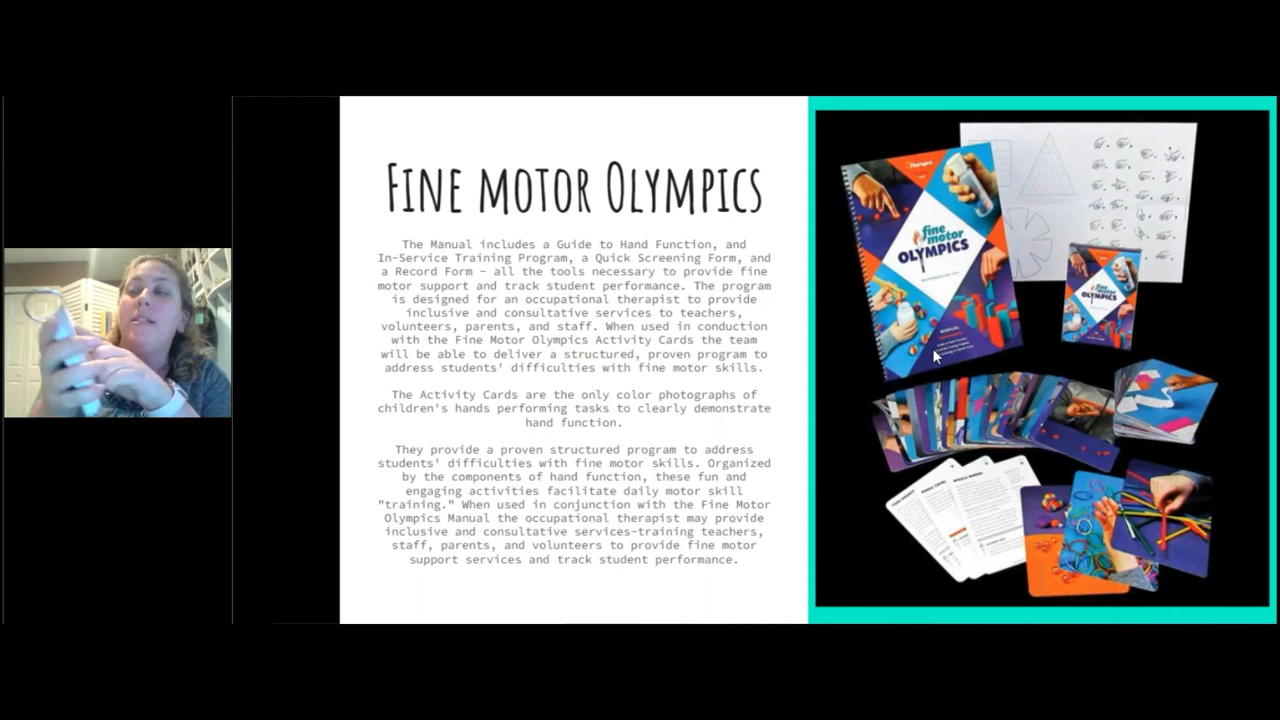 FINE MOTOR OLYMPICS
The Manual includes a Guide to Hand Function, and
In-Service Training Program, a Quick Screening Form, and
a Record Form – all the tools necessary to provide fine
motor support and track student performance. The program
is designed for an occupational therapist to provide
inclusive and consultative services to teachers,
volunteers, parents, and staff. When used in conduction
with the Fine Motor Olympics Activity Cards the team
will be able to deliver a structured, proven program to
address students' difficulties with fine motor skills.
The Activity Cards are the only color photographs of
children's hands performing tasks to clearly demonstrate
hand function.
They provide a proven structured program to address
students' difficulties with fine motor skills. Organized
by the components of hand function, these fun and
engaging activities facilitate daily motor skill
"training." When used in conjunction with the Fine Motor
Olympics Manual the occupational therapist may provide
inclusive and consultative services-training teachers,
staff, parents, and volunteers to provide fine motor
support services and track student performance.
Therapro
fine
motor
OLYMPICS
MANUAL
fine
motor
OLYMPICS